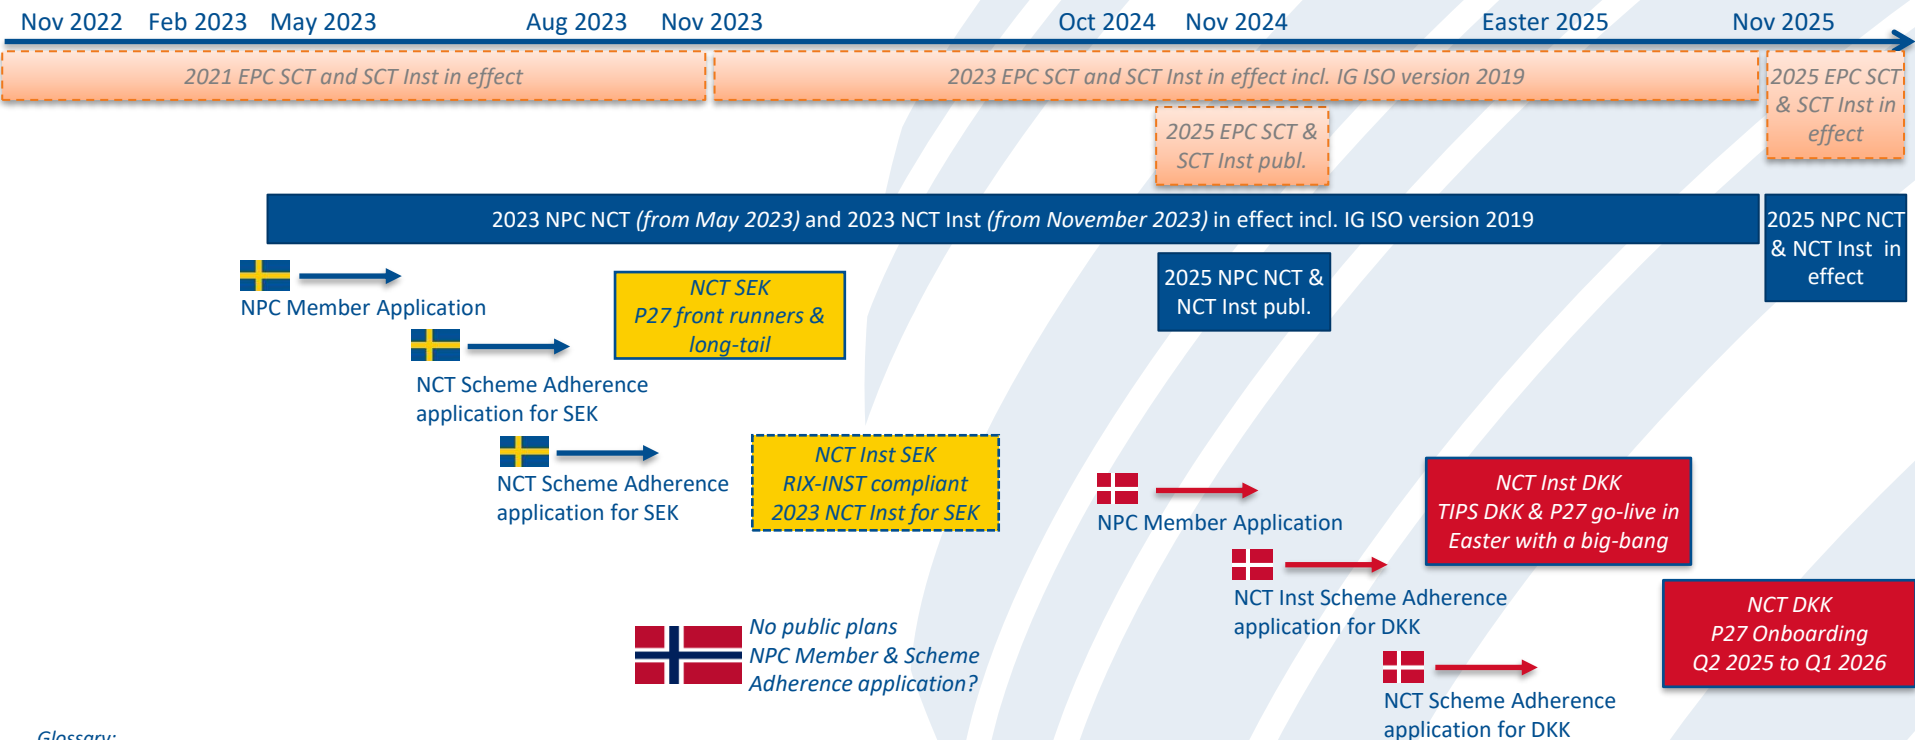 Nov 2022 Feb 2023 May 2023 Aug 2023 Nov 2023 Oct 2024 Nov 2024 Easter 2025 Nov 2025
2021 EPC SCT and SCT Inst in effect
2023 EPC SCT and SCT Inst in effect incl. IG ISO version 2019
2025 EPC SCT
& SCT Inst in
effect
2025 EPC SCT &
SCT Inst publ.
2023 NPC NCT (from May 2023) and 2023 NCT Inst (from November 2023) in effect incl. IG ISO version 2019
2025 NPC NCT
& NCT Inst in
effect
2025 NPC NCT &
NCT Inst publ.
NPC Member Application
NCT SEK
P27 front runners &
long-tail
NCT Scheme Adherence
application for SEK
NCT Scheme Adherence
application for SEK
NCT Inst SEK
RIX-INST compliant
2023 NCT Inst for SEK
NPC Member Application
NCT Inst DKK
TIPS DKK & P27 go-live in
Easter with a big-bang
NCT Inst Scheme Adherence
application for DKK
NCT DKK
P27 Onboarding
Q2 2025 to Q1 2026
No public plans
NPC Member & Scheme
Adherence application?
NCT Scheme Adherence
application for DKK
Glossary: